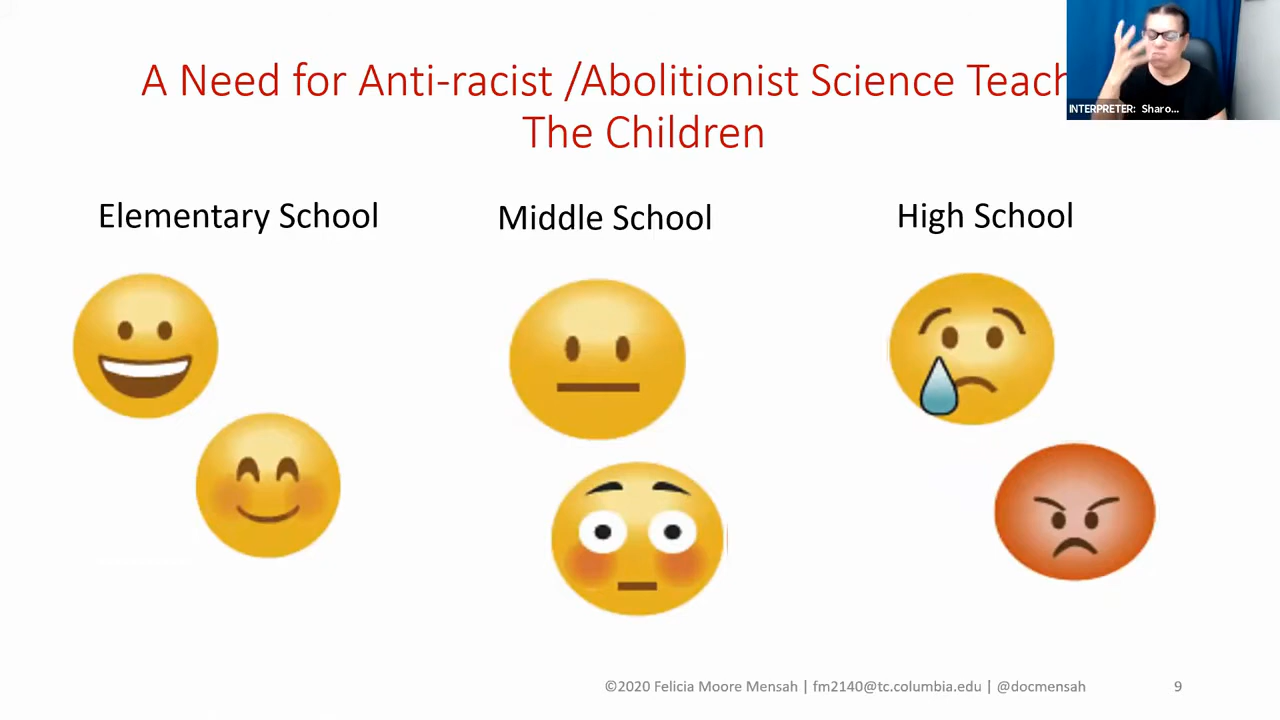 A Need for Anti-racist /Abolitionist Science Teach
The Children
INTERPRETER: Sharo...
Elementary School
Middle School
High School
©2020 Felicia Moore Mensah | fm2140@tc.columbia.edu | @docmensah
9